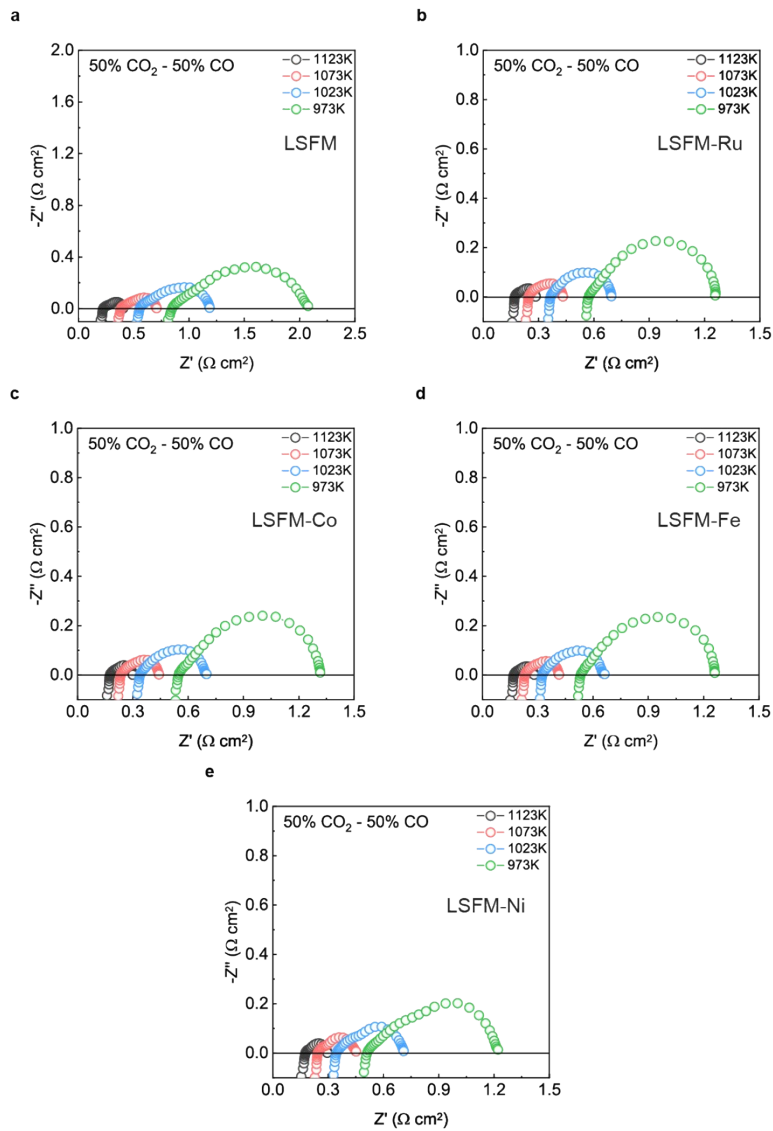 a
50% CO₂ - 50% CO
1123K
1073K
1023K
973K
LSFM
2.0
1.6
1.2
0.8
0.4
0.0
-Z'' (Ω cm²)
0.0 0.5 1.0 1.5 2.0 2.5
Z' (Ω cm²)
b
50% CO₂ - 50% CO
1123K
1073K
1023K
973K
LSFM-Ru
1.0
0.8
0.6
0.4
0.2
0.0
-Z'' (Ω cm²)
0.0 0.3 0.6 0.9 1.2 1.5
Z' (Ω cm²)
c
50% CO₂ - 50% CO
1123K
1073K
1023K
973K
LSFM-Co
1.0
0.8
0.6
0.4
0.2
0.0
-Z'' (Ω cm²)
0.0 0.3 0.6 0.9 1.2 1.5
Z' (Ω cm²)
d
50% CO₂ - 50% CO
1123K
1073K
1023K
973K
LSFM-Fe
1.0
0.8
0.6
0.4
0.2
0.0
-Z'' (Ω cm²)
0.0 0.3 0.6 0.9 1.2 1.5
Z' (Ω cm²)
e
50% CO₂ - 50% CO
1123K
1073K
1023K
973K
LSFM-Ni
1.0
0.8
0.6
0.4
0.2
0.0
-Z'' (Ω cm²)
0.0 0.3 0.6 0.9 1.2 1.5
Z' (Ω cm²)